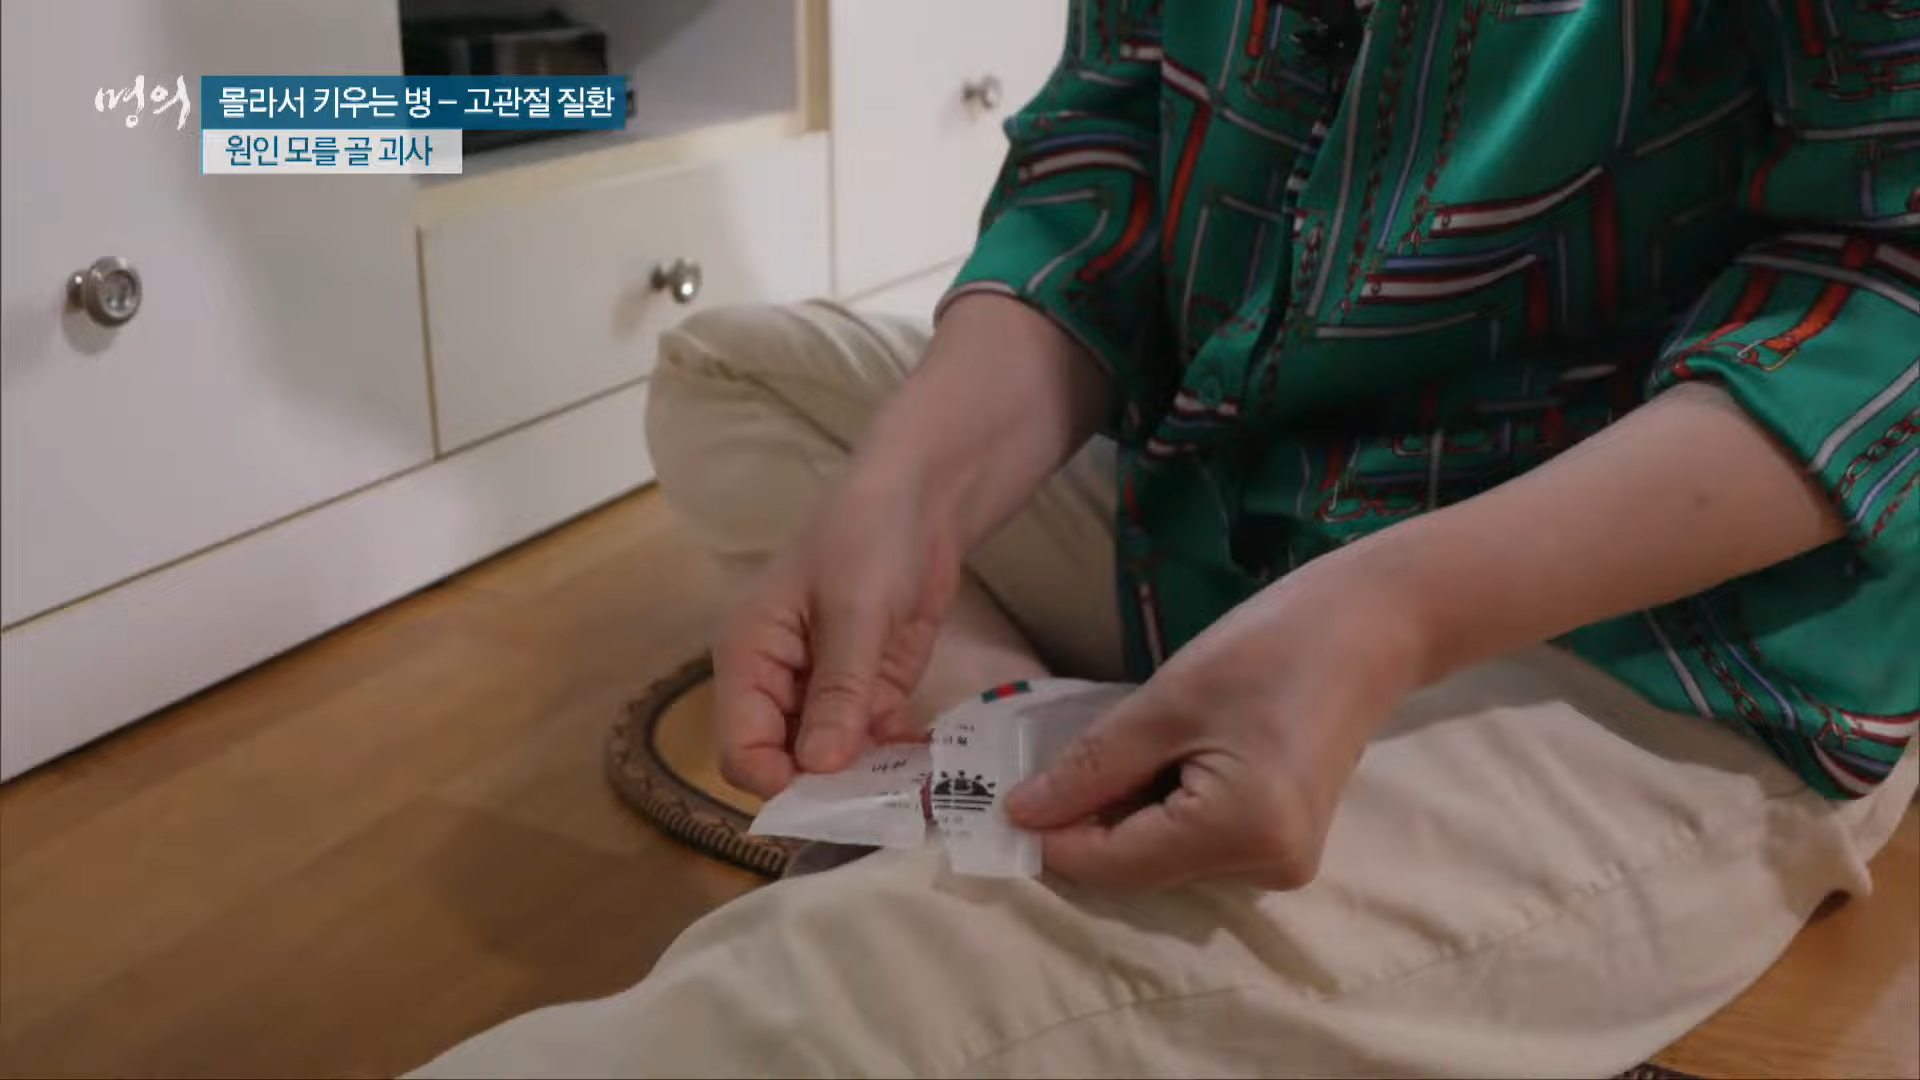 명의
몰라서 키우는 병 – 고관절 질환
원인 모를 골 괴사